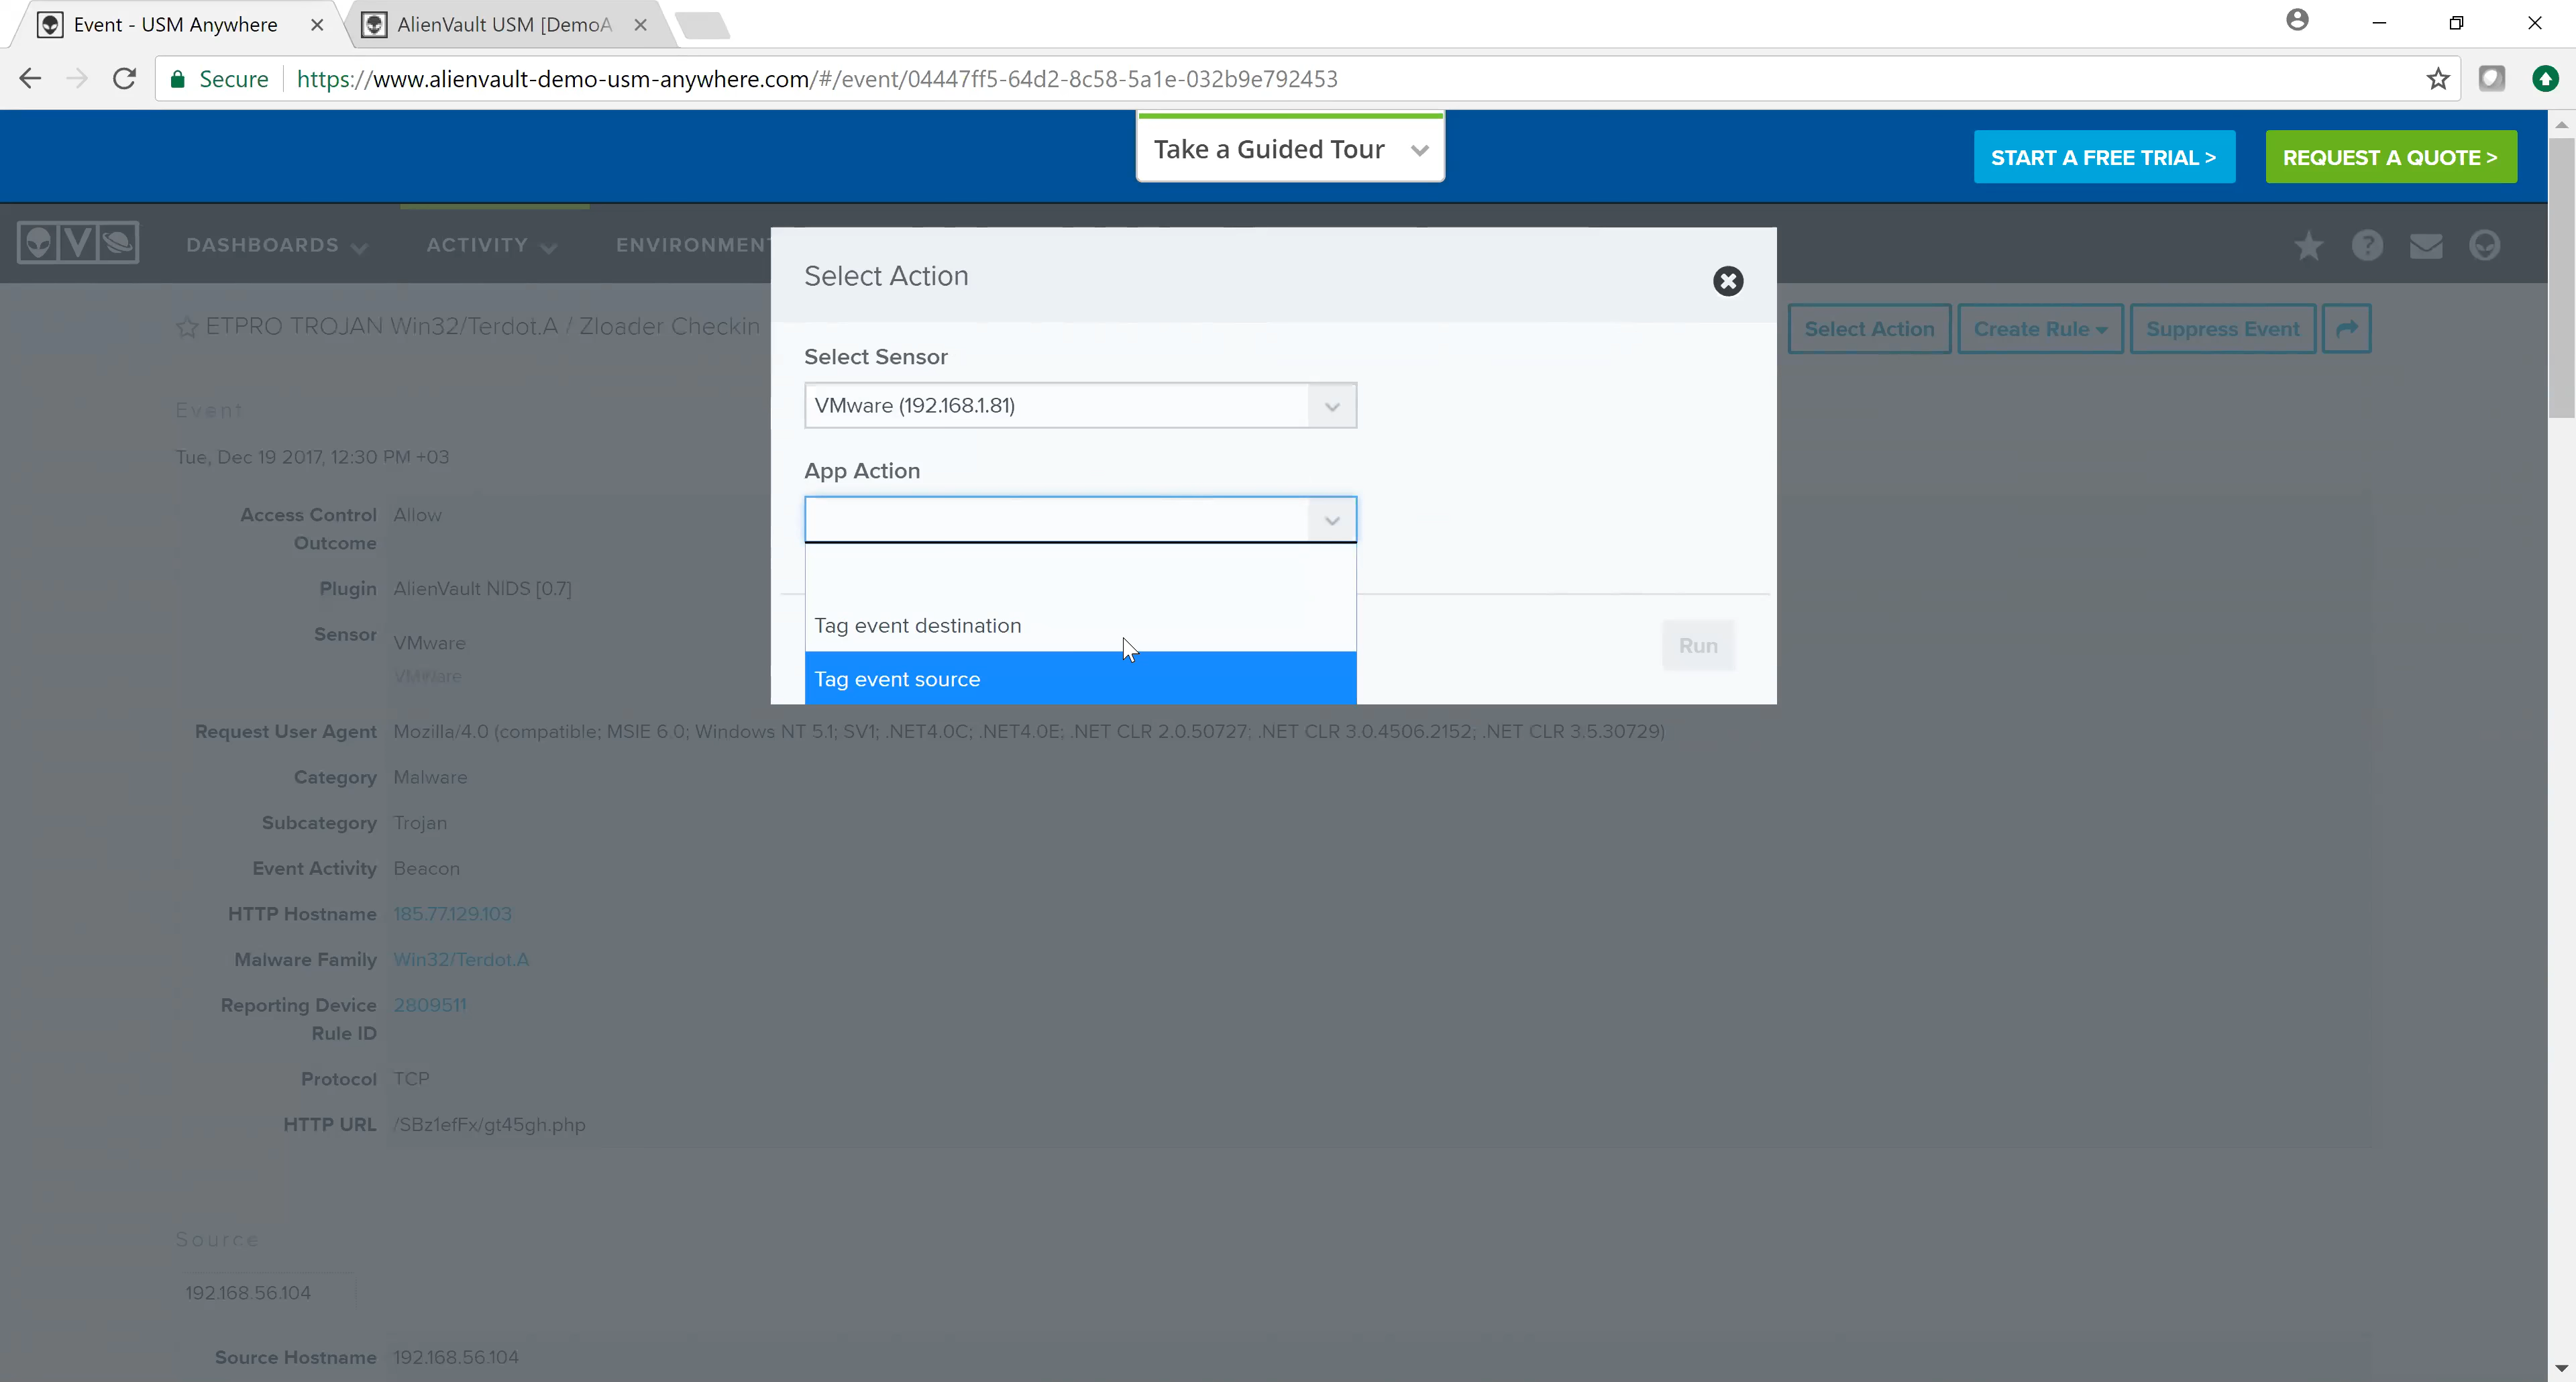 Event - USM Anywhere
AlienVault USM [DemoA
Secure
https://www.alienvault-demo-usm-anywhere.com/#/event/04447ff5-64d2-8c58-5a1e-032b9e792453
Take a Guided Tour
START A FREE TRIAL >
REQUEST A QUOTE >
DASHBOARDS
ACTIVITY
ENVIRONMENT
Select Action
ETPRO TROJAN Win32/Terdot.A / Zloader Checkin
Select Action
Create Rule
Suppress Event
Select Sensor
VMware (192.168.1.81)
Event
Tue, Dec 19 2017, 12:30 PM +03
App Action
Access Control Outcome Allow
Plugin AlienVault NIDS [0.7]
Tag event destination
Sensor VMware
VMWare
Run
Tag event source
Request User Agent Mozilla/4.0 (compatible; MSIE 6.0; Windows NT 5.1; SV1; .NET4.0C; .NET4.0E; .NET CLR 2.0.50727; .NET CLR 3.0.4506.2152; .NET CLR 3.5.30729)
Category Malware
Subcategory Trojan
Event Activity Beacon
HTTP Hostname 185.77.129.103
Malware Family Win32/Terdot.A
Reporting Device Rule ID 2809511
Protocol TCP
HTTP URL /SBz1efFx/gt45gh.php
Source
192.168.56.104
Source Hostname 192.168.56.104